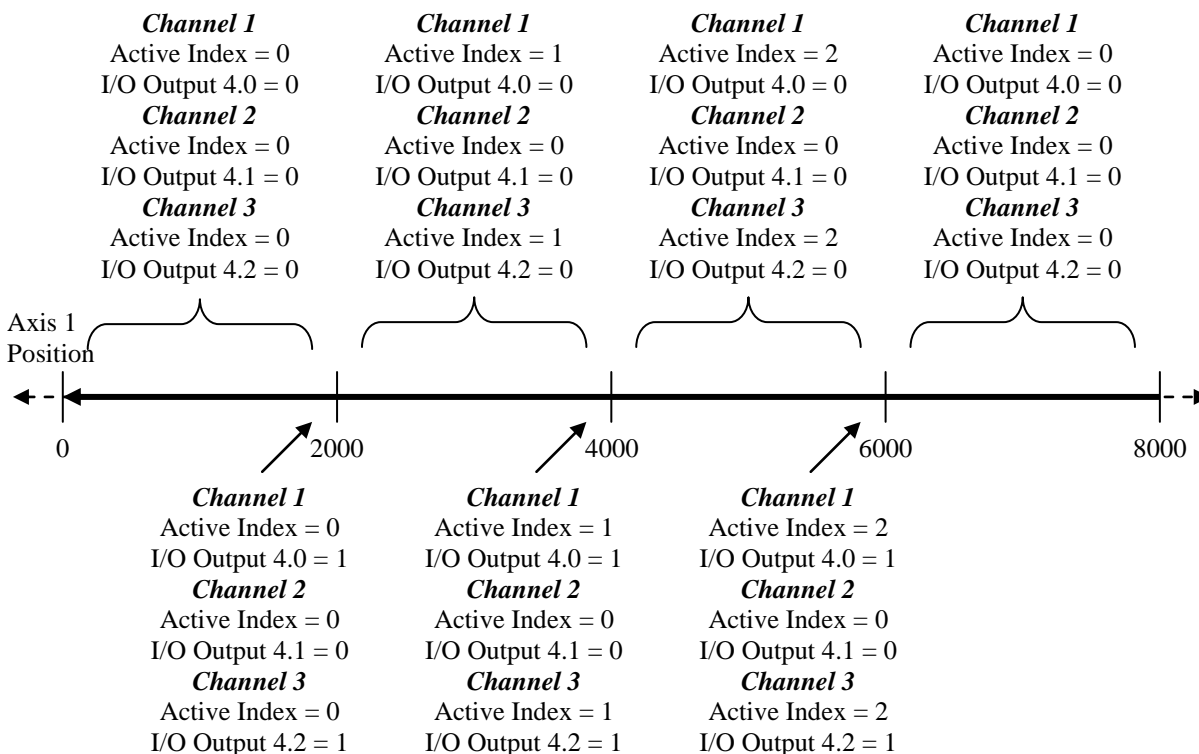 Channel 1
Active Index = 0
I/O Output 4.0 = 0
Channel 2
Active Index = 0
I/O Output 4.1 = 0
Channel 3
Active Index = 0
I/O Output 4.2 = 0
Channel 1
Active Index = 1
I/O Output 4.0 = 0
Channel 2
Active Index = 0
I/O Output 4.1 = 0
Channel 3
Active Index = 1
I/O Output 4.2 = 0
Channel 1
Active Index = 2
I/O Output 4.0 = 0
Channel 2
Active Index = 0
I/O Output 4.1 = 0
Channel 3
Active Index = 2
I/O Output 4.2 = 0
Channel 1
Active Index = 0
I/O Output 4.0 = 0
Channel 2
Active Index = 0
I/O Output 4.1 = 0
Channel 3
Active Index = 0
I/O Output 4.2 = 0
Axis 1
Position
0
2000
4000
6000
8000
Channel 1
Active Index = 0
I/O Output 4.0 = 1
Channel 2
Active Index = 0
I/O Output 4.1 = 0
Channel 3
Active Index = 0
I/O Output 4.2 = 1
Channel 1
Active Index = 1
I/O Output 4.0 = 1
Channel 2
Active Index = 0
I/O Output 4.1 = 0
Channel 3
Active Index = 1
I/O Output 4.2 = 1
Channel 1
Active Index = 2
I/O Output 4.0 = 1
Channel 2
Active Index = 0
I/O Output 4.1 = 0
Channel 3
Active Index = 2
I/O Output 4.2 = 1